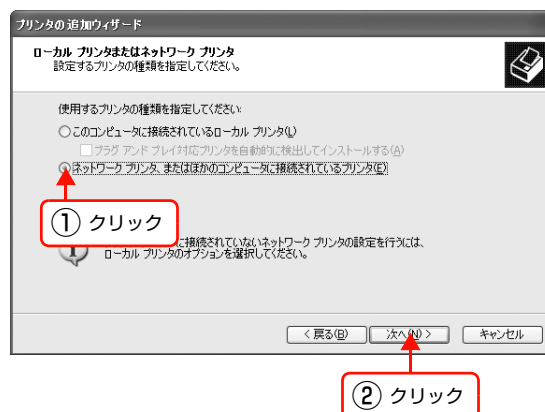 プリンタの追加ウィザード
ローカル プリンタまたはネットワーク プリンタ
設定するプリンタの種類を指定してください。
使用するプリンタの種類を指定してください:
このコンピュータに接続されているローカル プリンタ(L)
プラグ アンド プレイ対応プリンタを自動的に検出してインストールする(A)
ネットワーク プリンタ、またはほかのコンピュータに接続されているプリンタ(E)
① クリック
に接続されていないネットワーク プリンタの設定を行うには、
ローカル プリンタのオプションを選択してください。
< 戻る(B) 次へ(N) > キャンセル
② クリック